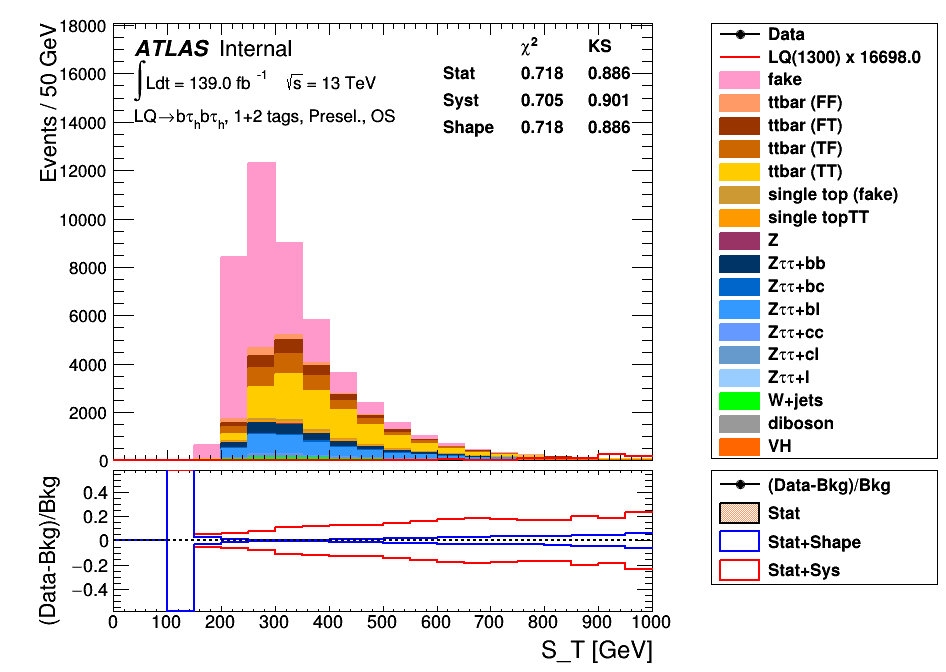 Events / 50 GeV
18000
16000
14000
12000
10000
8000
6000
4000
2000
0
ATLAS Internal
∫Ldt = 139.0 fb⁻¹ √s = 13 TeV
LQ→bτ_hbτ_h, 1+2 tags, Presel., OS
χ² KS
Stat 0.718 0.886
Syst 0.705 0.901
Shape 0.718 0.886
Data
LQ(1300) x 16698.0
fake
ttbar (FF)
ttbar (FT)
ttbar (TF)
ttbar (TT)
single top (fake)
single topTT
Z
Zττ+bb
Zττ+bc
Zττ+bl
Zττ+cc
Zττ+cl
Zττ+l
W+jets
diboson
VH
(Data-Bkg)/Bkg
0.4
0.2
0
−0.2
−0.4
0 100 200 300 400 500 600 700 800 900 1000
S_T [GeV]
(Data-Bkg)/Bkg
Stat
Stat+Shape
Stat+Sys